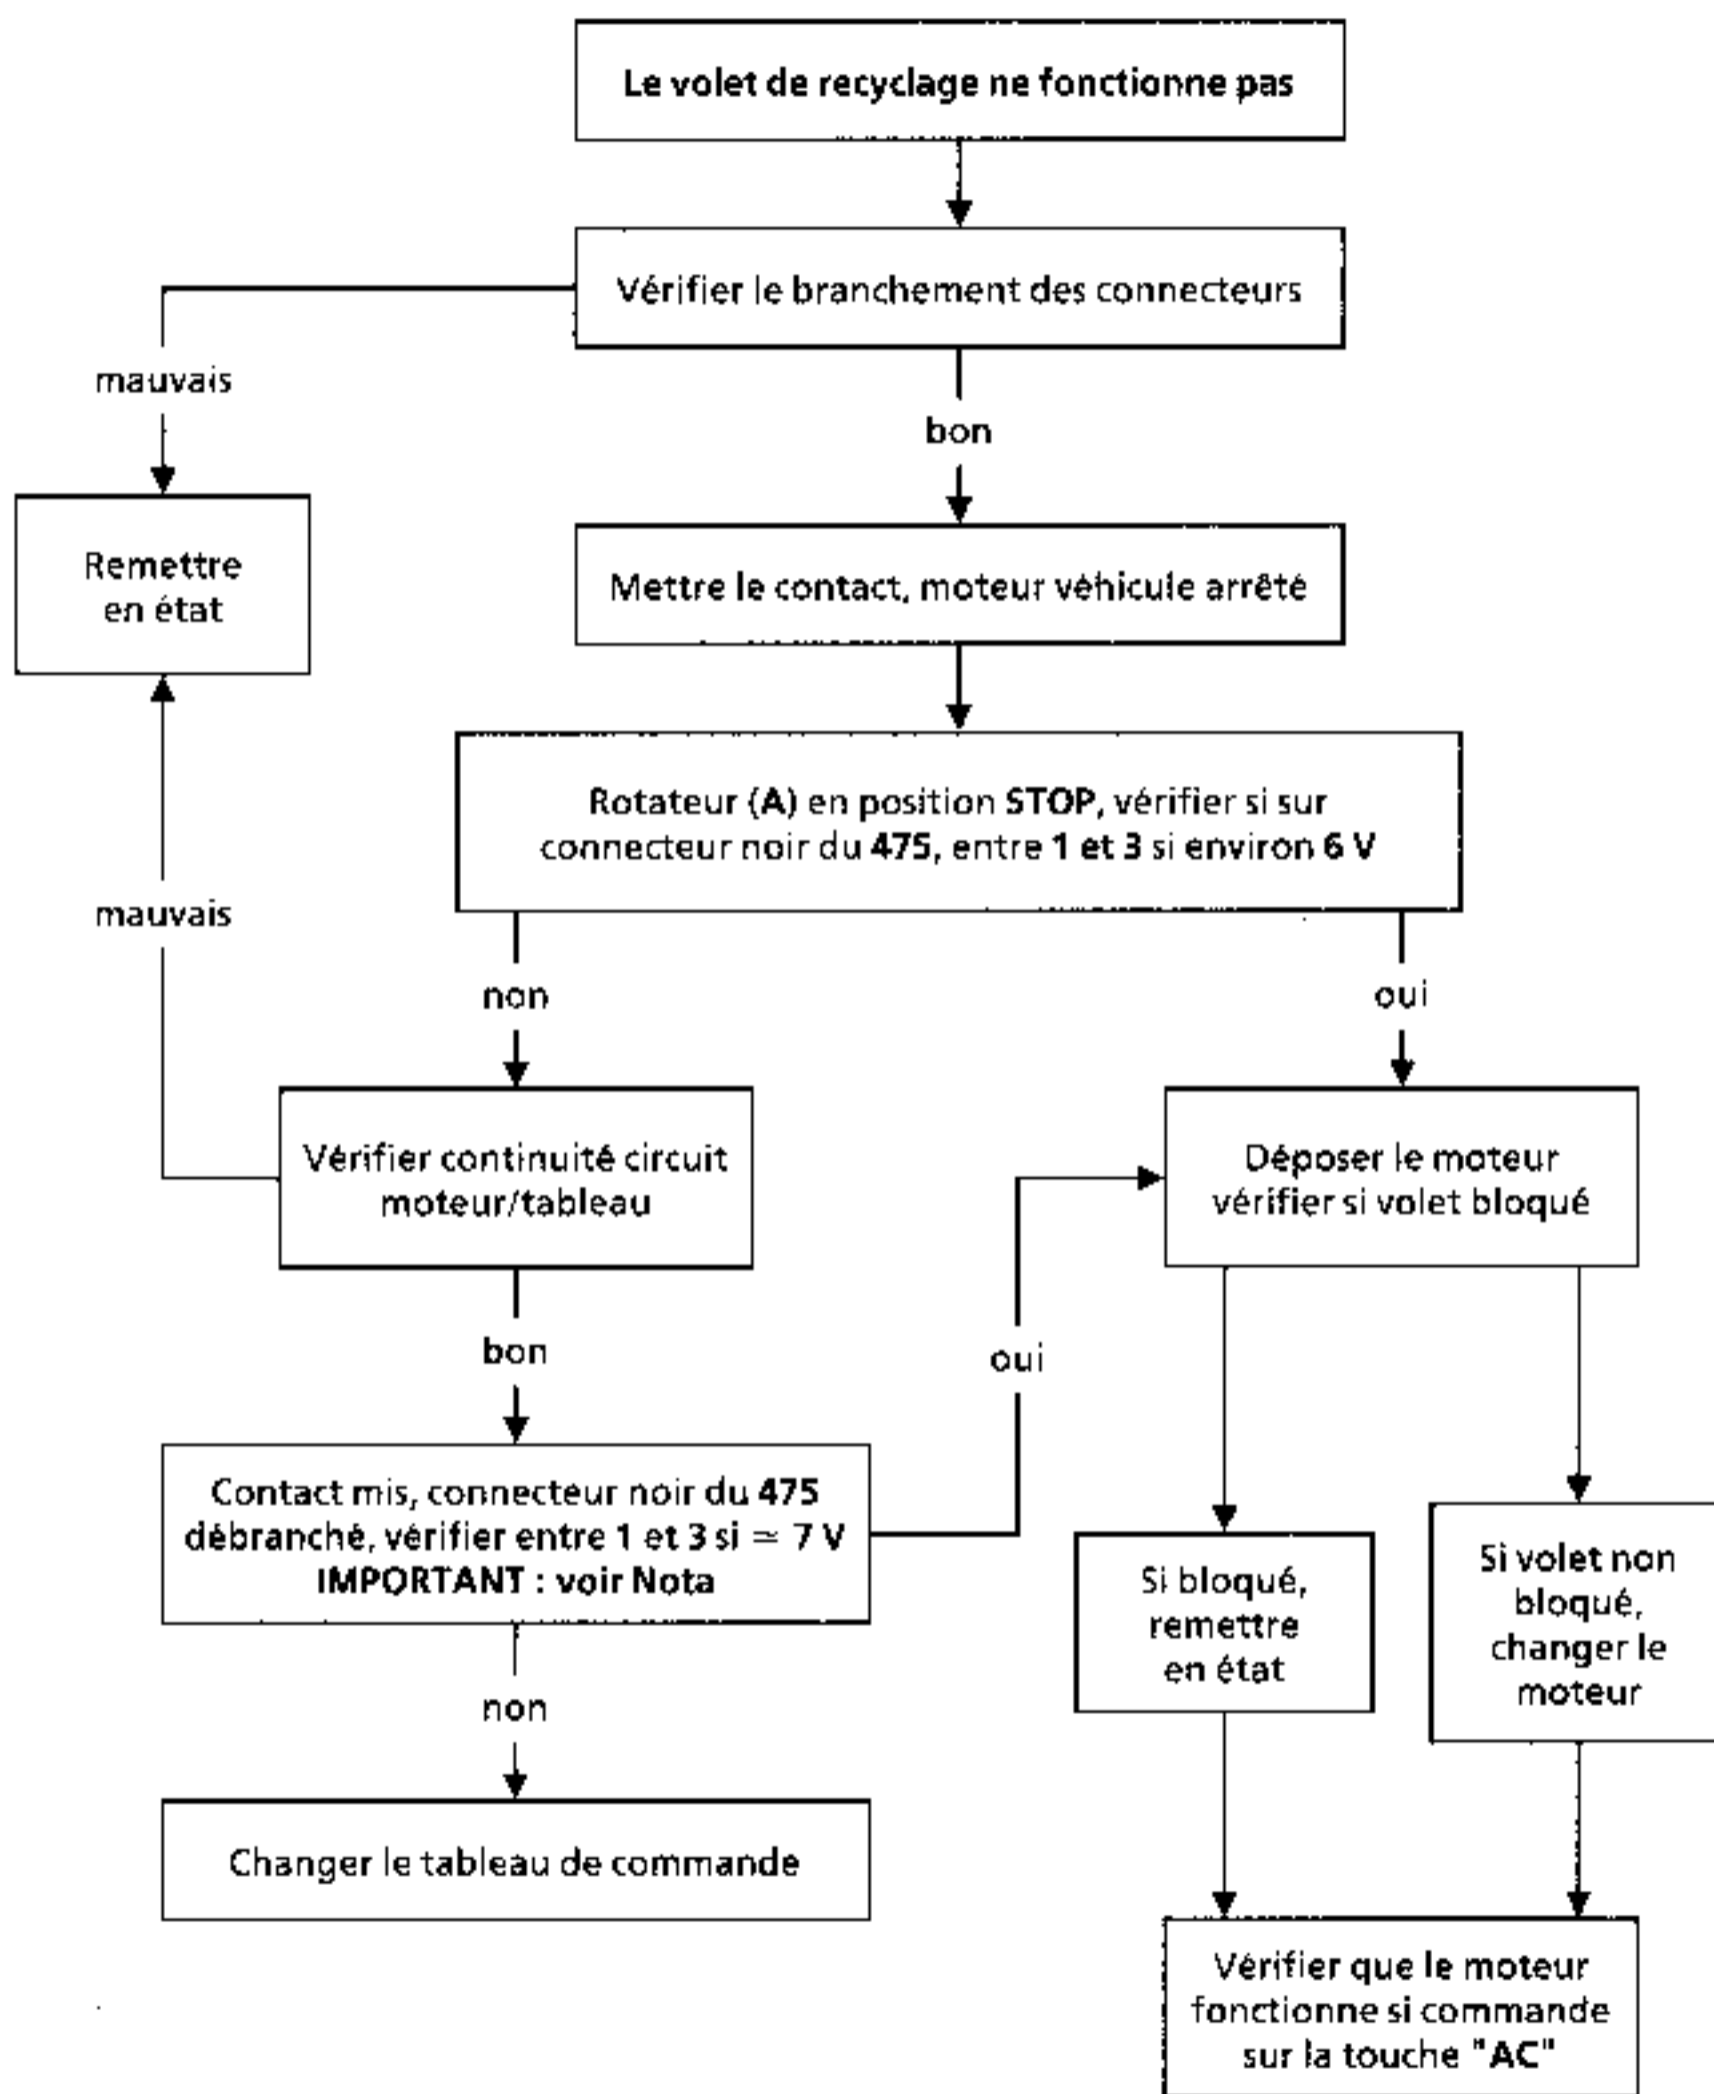 Le volet de recyclage ne fonctionne pas
Vérifier le branchement des connecteurs
mauvais
bon
Remettre
en état
Mettre le contact, moteur véhicule arrêté
Rotateur (A) en position STOP, vérifier si sur
connecteur noir du 475, entre 1 et 3 si environ 6 V
mauvais
non
oui
Vérifier continuité circuit
moteur/tableau
Déposer le moteur
vérifier si volet bloqué
bon
oui
Contact mis, connecteur noir du 475
débranché, vérifier entre 1 et 3 si ≃ 7 V
IMPORTANT : voir Nota
Si bloqué,
remettre
en état
Si volet non
bloqué,
changer le
moteur
non
Changer le tableau de commande
Vérifier que le moteur
fonctionne si commande
sur la touche "AC"